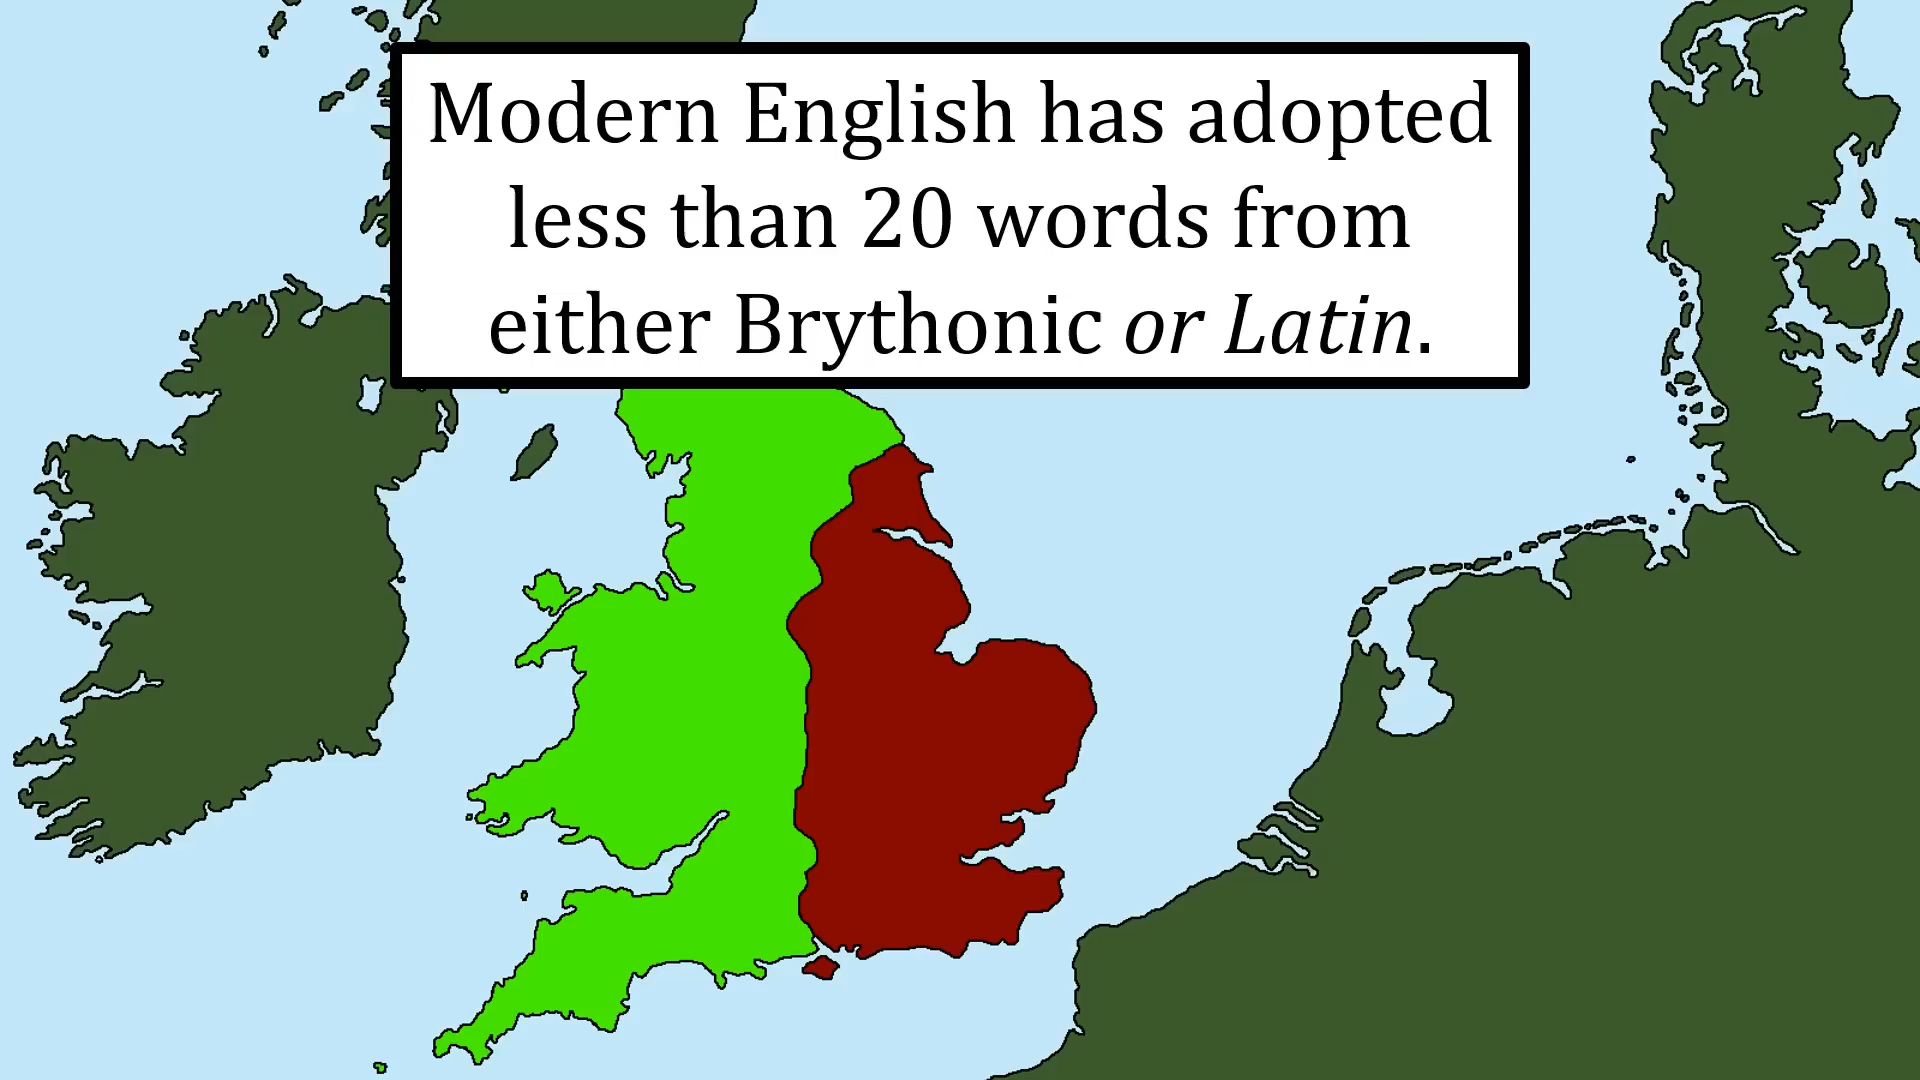 Modern English has adopted
less than 20 words from
either Brythonic or Latin.